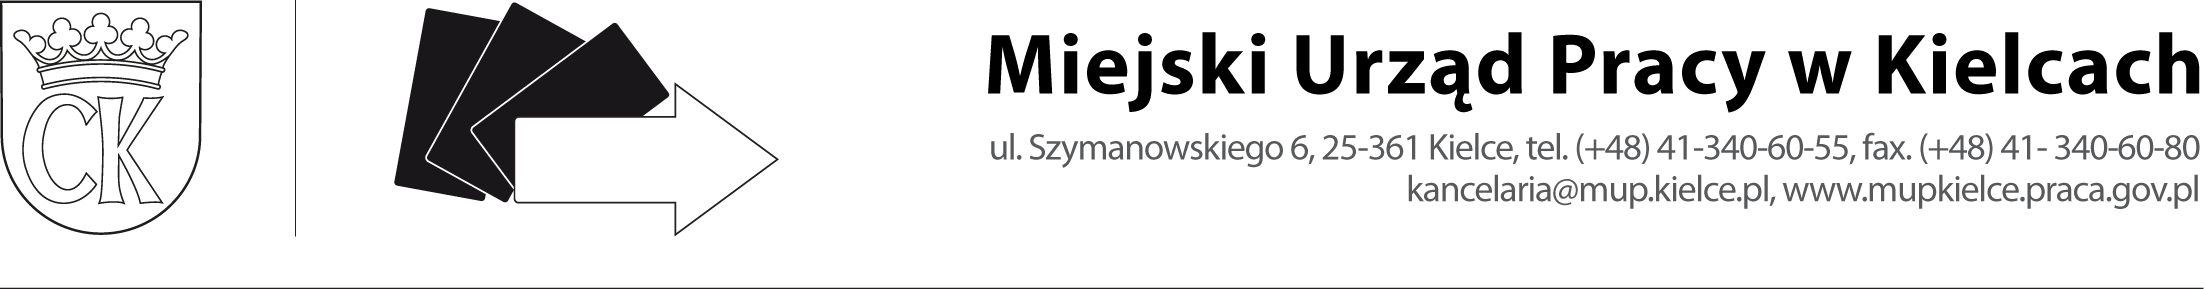 CK
Miejski Urząd Pracy w Kielcach
ul. Szymanowskiego 6, 25-361 Kielce, tel. (+48) 41-340-60-55, fax. (+48) 41- 340-60-80
kancelaria@mup.kielce.pl, www.mupkielce.praca.gov.pl